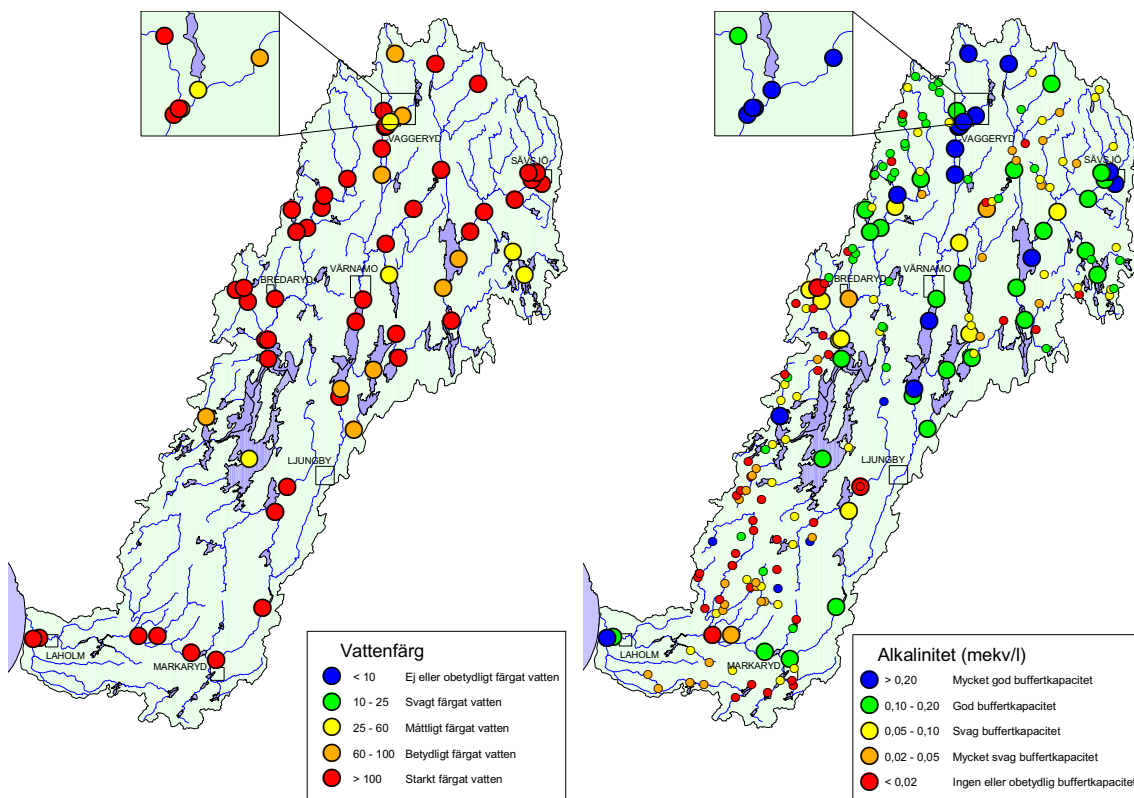 VAGGERYD
SÄVSJÖ
VÄRNAMO
BREDARYD
LJUNGBY
LAHOLM
MARKARYD
Vattenfärg
< 10 Ej eller obetydligt färgat vatten
10 - 25 Svagt färgat vatten
25 - 60 Måttligt färgat vatten
60 - 100 Betydligt färgat vatten
> 100 Starkt färgat vatten
VAGGERYD
SÄVSJÖ
VÄRNAMO
BREDARYD
LJUNGBY
LAHOLM
MARKARYD
Alkalinitet (mekv/l)
> 0,20 Mycket god buffertkapacitet
0,10 - 0,20 God buffertkapacitet
0,05 - 0,10 Svag buffertkapacitet
0,02 - 0,05 Mycket svag buffertkapacitet
< 0,02 Ingen eller obetydlig buffertkapacitet